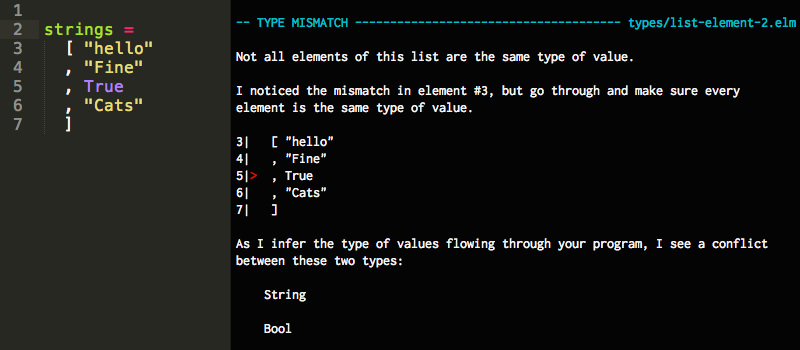 1
2 strings =
3   [ "hello"
4   , "Fine"
5   , True
6   , "Cats"
7   ]
-- TYPE MISMATCH ------------------------------------- types/list-element-2.elm
Not all elements of this list are the same type of value.
I noticed the mismatch in element #3, but go through and make sure every
element is the same type of value.
3|   [ "hello"
4|   , "Fine"
5|>  , True
6|   , "Cats"
7|   ]
As I infer the type of values flowing through your program, I see a conflict
between these two types:
    String
    Bool